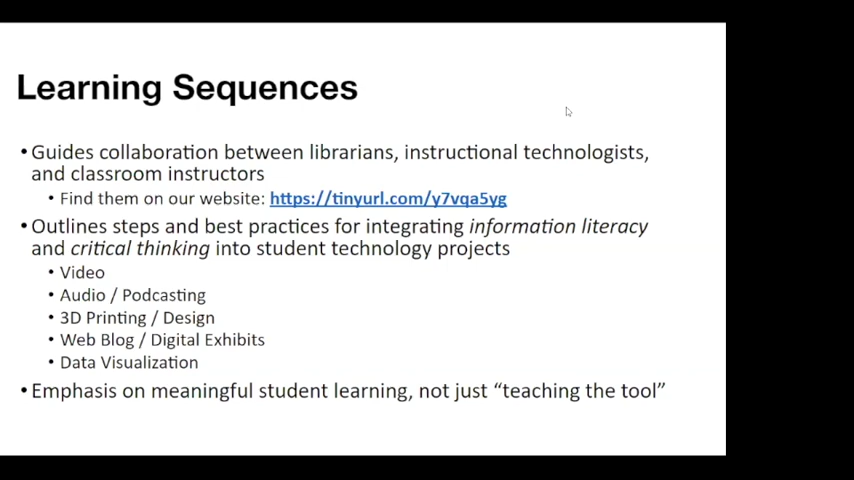 Learning Sequences
• Guides collaboration between librarians, instructional technologists,
and classroom instructors
• Find them on our website: https://tinyurl.com/y7vqa5yg
• Outlines steps and best practices for integrating information literacy
and critical thinking into student technology projects
• Video
• Audio / Podcasting
• 3D Printing / Design
• Web Blog / Digital Exhibits
• Data Visualization
• Emphasis on meaningful student learning, not just “teaching the tool”